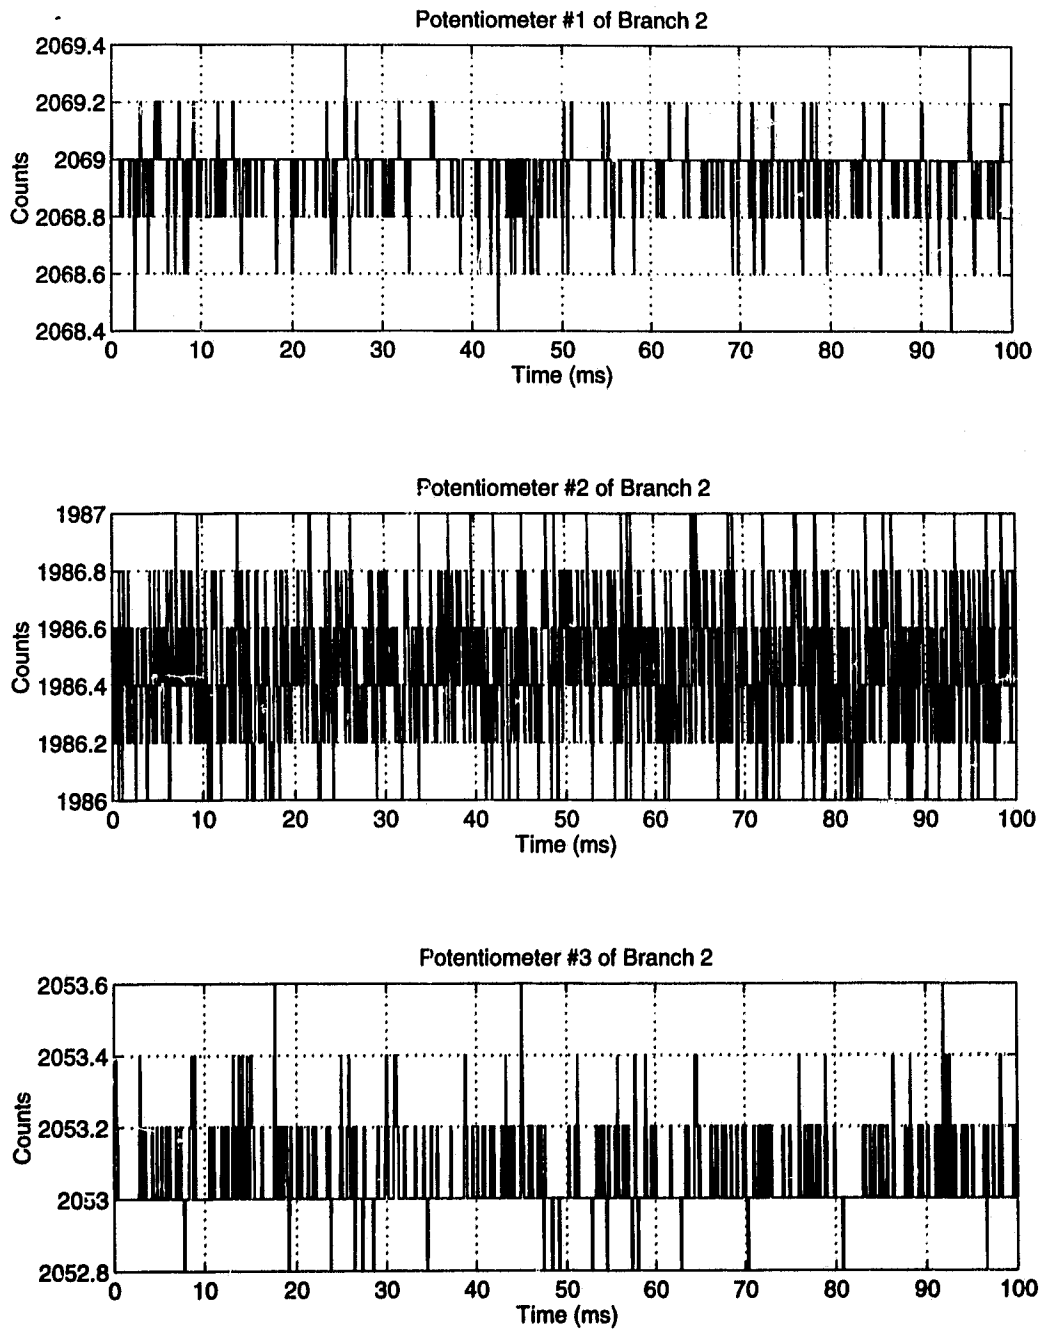 Potentiometer #1 of Branch 2
2069.4
2069.2
2069
2068.8
2068.6
2068.4
Counts
0 10 20 30 40 50 60 70 80 90 100
Time (ms)
Potentiometer #2 of Branch 2
1987
1986.8
1986.6
1986.4
1986.2
1986
Counts
0 10 20 30 40 50 60 70 80 90 100
Time (ms)
Potentiometer #3 of Branch 2
2053.6
2053.4
2053.2
2053
2052.8
Counts
0 10 20 30 40 50 60 70 80 90 100
Time (ms)